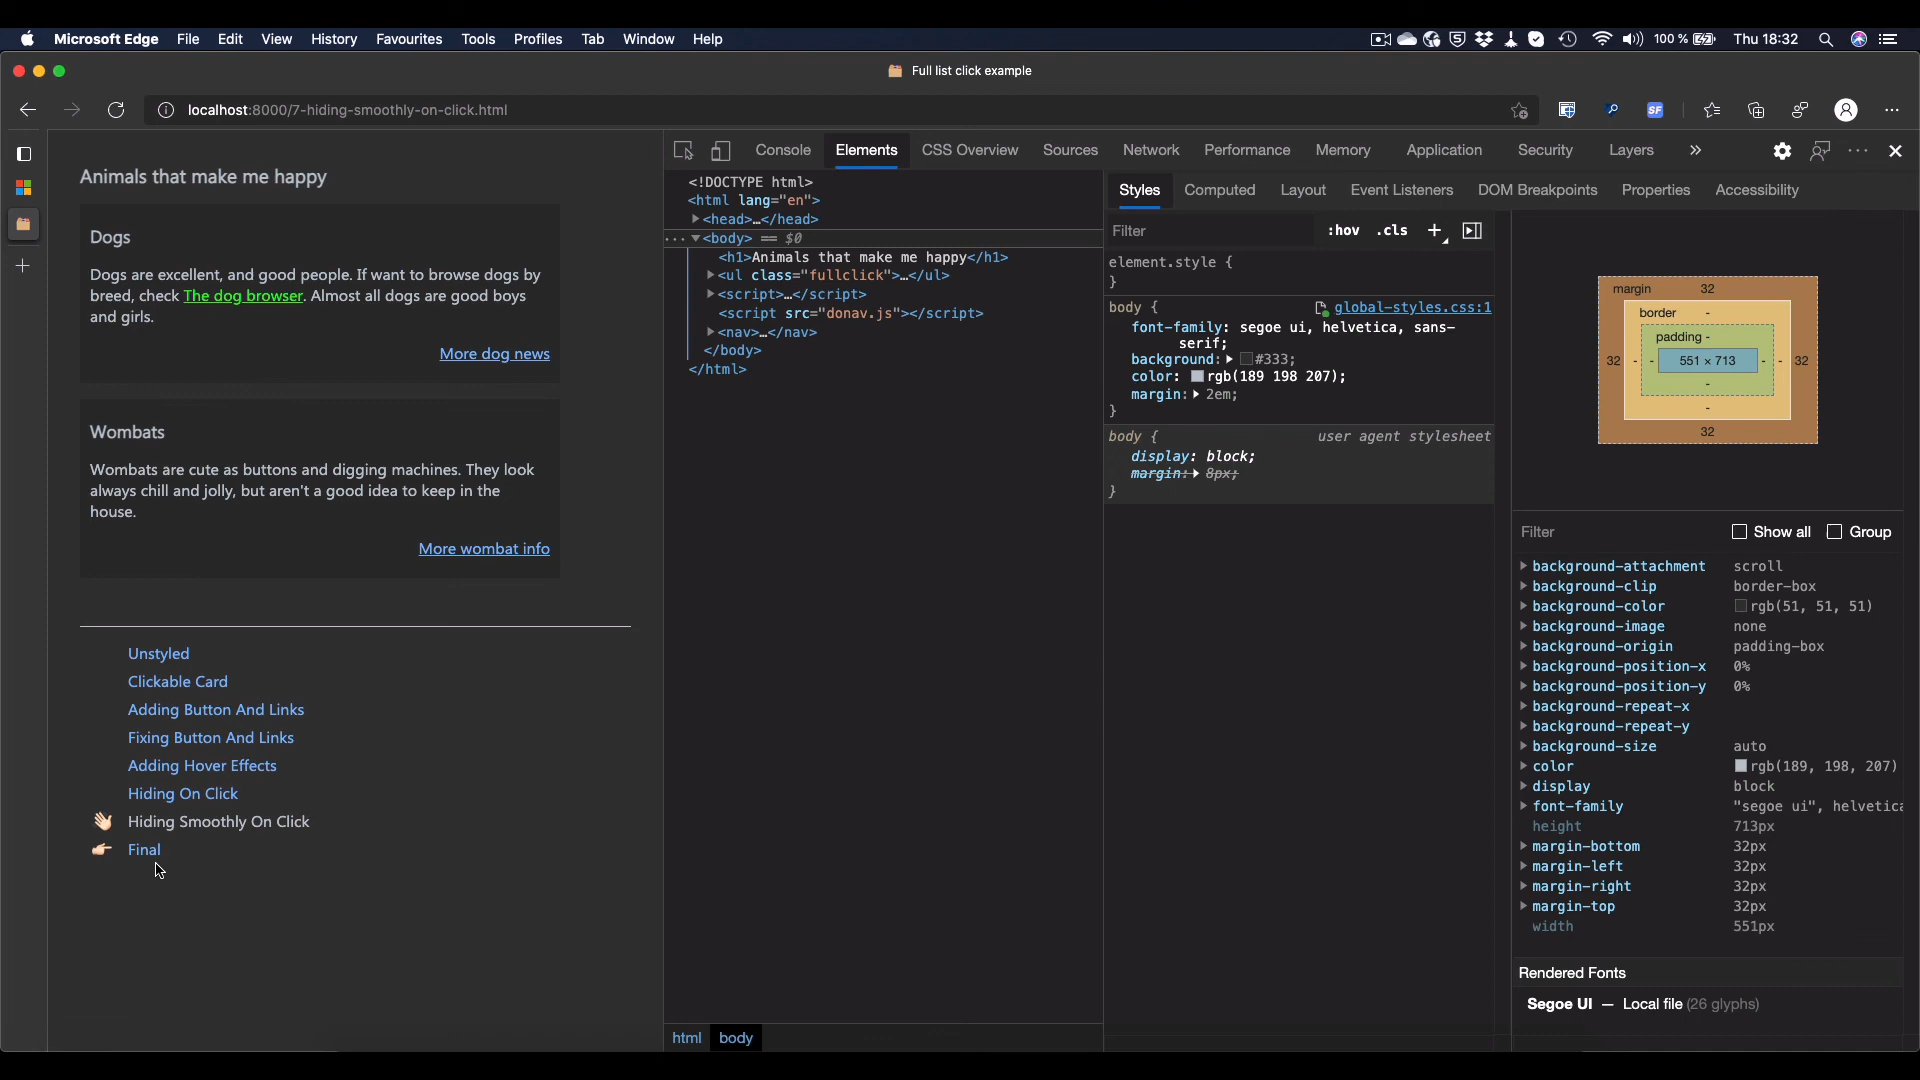 Microsoft Edge File Edit View History Favourites Tools Profiles Tab Window Help 100 % Thu 18:32
Full list click example
localhost:8000/7-hiding-smoothly-on-click.html
SF
Animals that make me happy
Dogs
Dogs are excellent, and good people. If want to browse dogs by
breed, check The dog browser. Almost all dogs are good boys
and girls.
More dog news
Wombats
Wombats are cute as buttons and digging machines. They look
always chill and jolly, but aren't a good idea to keep in the
house.
More wombat info
Unstyled
Clickable Card
Adding Button And Links
Fixing Button And Links
Adding Hover Effects
Hiding On Click
Hiding Smoothly On Click
Final
Console Elements CSS Overview Sources Network Performance Memory Application Security Layers
<!DOCTYPE html>
<html lang="en">
<head>…</head>
<body> == $0
<h1>Animals that make me happy</h1>
<ul class="fullclick">…</ul>
<script>…</script>
<script src="donav.js"></script>
<nav>…</nav>
</body>
</html>
html body
Styles Computed Layout Event Listeners DOM Breakpoints Properties Accessibility
Filter :hov .cls +
element.style {
}
body { global-styles.css:1
font-family: segoe ui, helvetica, sans-
serif;
background: #333;
color: rgb(189 198 207);
margin: 2em;
}
body { user agent stylesheet
display: block;
margin: 8px;
}
margin 32
border -
padding -
32 - - 551 × 713 - - 32
-
-
32
Filter Show all Group
background-attachment scroll
background-clip border-box
background-color rgb(51, 51, 51)
background-image none
background-origin padding-box
background-position-x 0%
background-position-y 0%
background-repeat-x
background-repeat-y
background-size auto
color rgb(189, 198, 207)
display block
font-family "segoe ui", helvetica
height 713px
margin-bottom 32px
margin-left 32px
margin-right 32px
margin-top 32px
width 551px
Rendered Fonts
Segoe UI — Local file (26 glyphs)